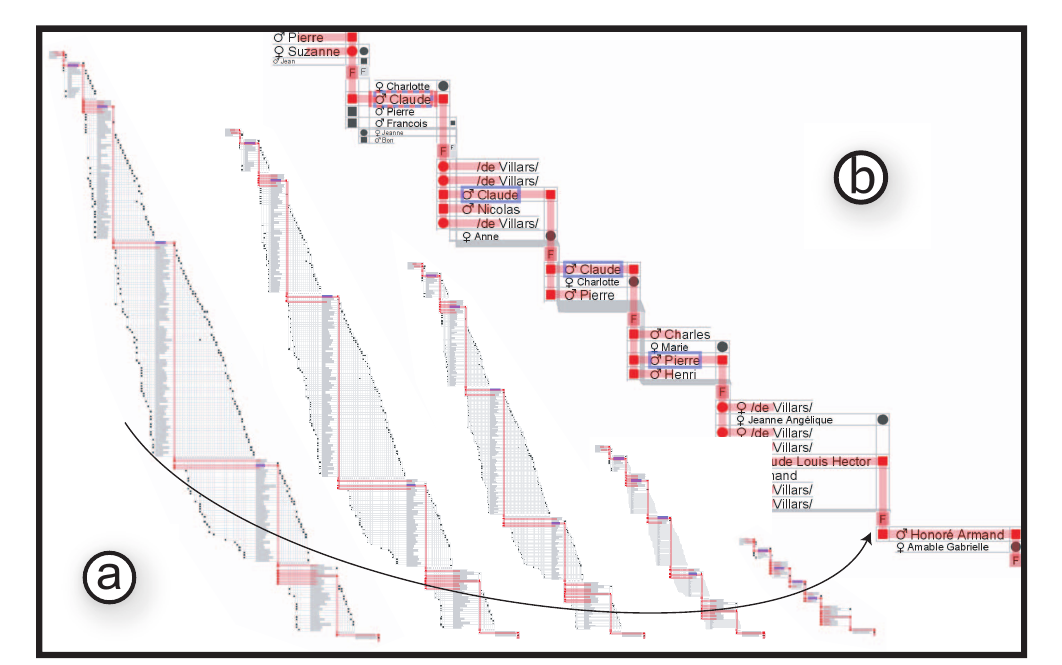 ♂ Pierre
♀ Suzanne
♂ Jean
F F
♀ Charlotte
♂ Claude
♂ Pierre
♂ Francois
♀ Jeanne
♂ Bon
F
F
/de Villars/
/de Villars/
♂ Claude
♂ Nicolas
/de Villars/
♀ Anne
F
♂ Claude
♀ Charlotte
♂ Pierre
F
♂ Charles
♀ Marie
♂ Pierre
♂ Henri
F
♀ /de Villars/
♀ Jeanne Angélique
♀ /de Villars/
Villars/
ude Louis Hector
nand
Villars/
Villars/
F
♂ Honoré Armand
♀ Amable Gabrielle
F
b
a